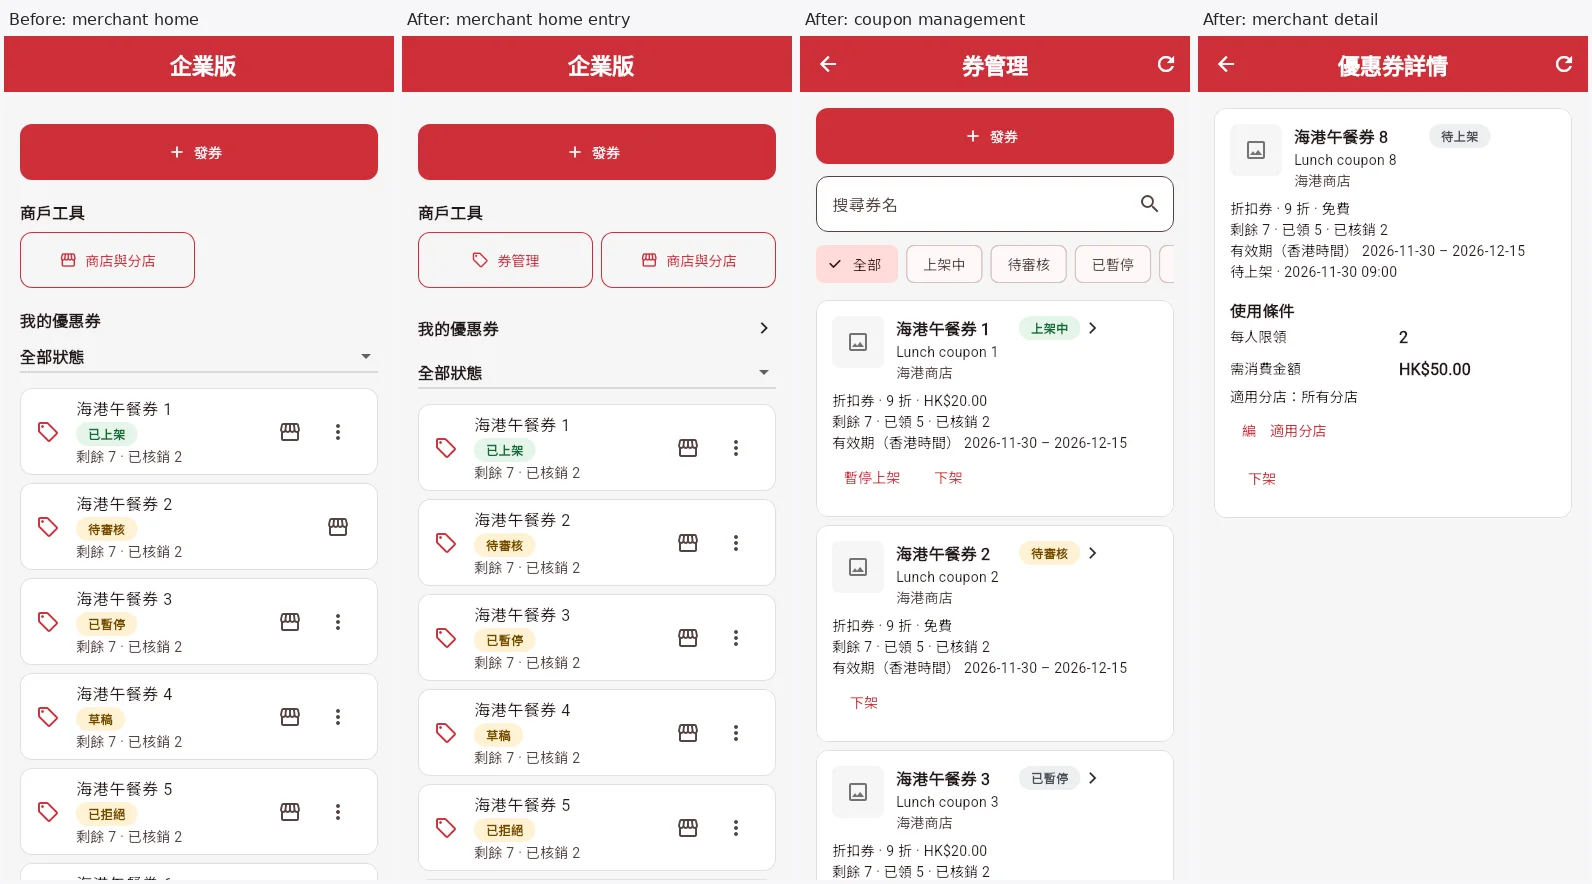 Before: merchant home
企業版
發券
商戶工具
商店與分店
我的優惠券
全部狀態
海港午餐券 1
已上架
剩餘 7 · 已核銷 2
海港午餐券 2
待審核
剩餘 7 · 已核銷 2
海港午餐券 3
已暫停
剩餘 7 · 已核銷 2
海港午餐券 4
草稿
剩餘 7 · 已核銷 2
海港午餐券 5
已拒絕
剩餘 7 · 已核銷 2
After: merchant home entry
企業版
發券
商戶工具
券管理
商店與分店
我的優惠券
全部狀態
海港午餐券 1
已上架
剩餘 7 · 已核銷 2
海港午餐券 2
待審核
剩餘 7 · 已核銷 2
海港午餐券 3
已暫停
剩餘 7 · 已核銷 2
海港午餐券 4
草稿
剩餘 7 · 已核銷 2
海港午餐券 5
已拒絕
剩餘 7 · 已核銷 2
After: coupon management
券管理
發券
搜尋券名
全部 上架中 待審核 已暫停
海港午餐券 1 上架中
Lunch coupon 1
海港商店
折扣券 · 9 折 · HK$20.00
剩餘 7 · 已領 5 · 已核銷 2
有效期（香港時間） 2026-11-30 – 2026-12-15
暫停上架 下架
海港午餐券 2 待審核
Lunch coupon 2
海港商店
折扣券 · 9 折 · 免費
剩餘 7 · 已領 5 · 已核銷 2
有效期（香港時間） 2026-11-30 – 2026-12-15
下架
海港午餐券 3 已暫停
Lunch coupon 3
海港商店
折扣券 · 9 折 · HK$20.00
剩餘 7 · 已領 5 · 已核銷 2
After: merchant detail
優惠券詳情
海港午餐券 8 待上架
Lunch coupon 8
海港商店
折扣券 · 9 折 · 免費
剩餘 7 · 已領 5 · 已核銷 2
有效期（香港時間） 2026-11-30 – 2026-12-15
待上架 · 2026-11-30 09:00
使用條件
每人限領 2
需消費金額 HK$50.00
適用分店：所有分店
編 適用分店
下架